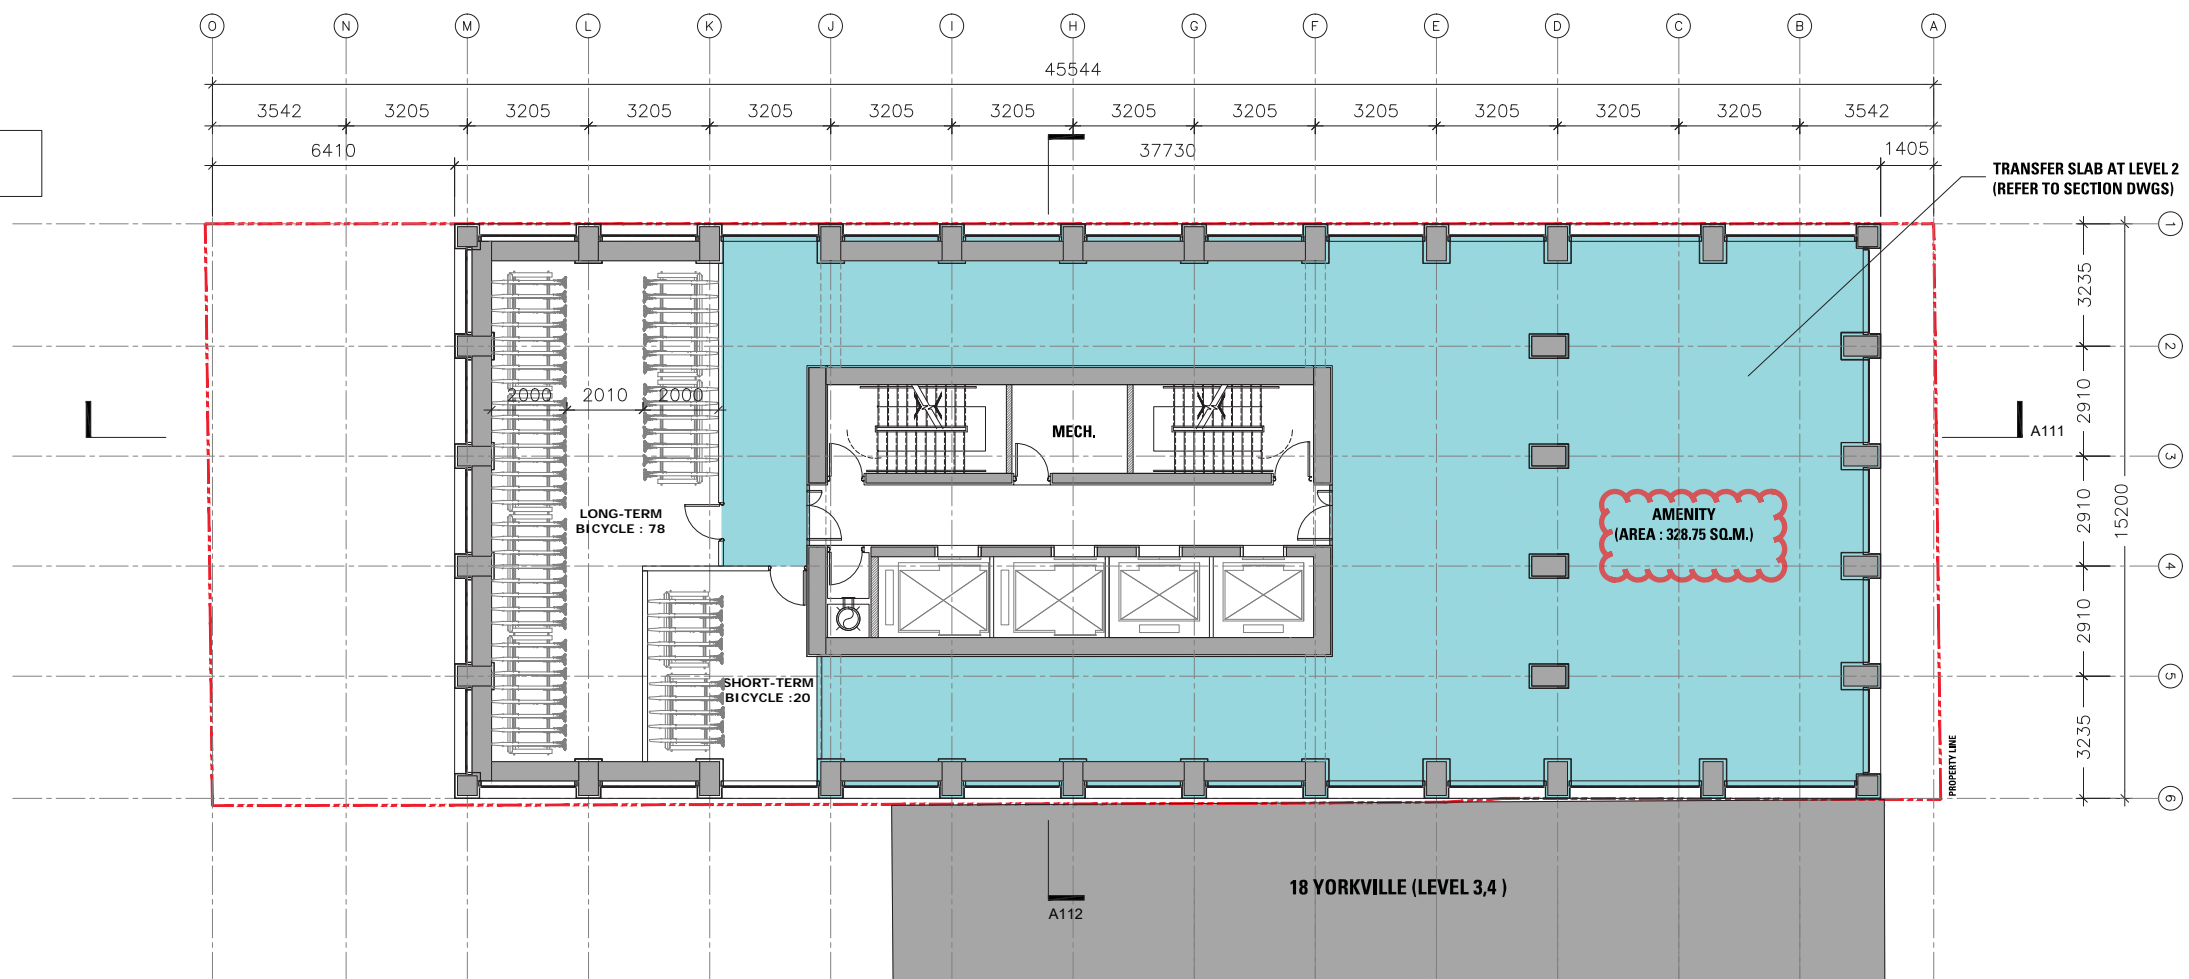 O N M L K J I H G F E D C B A
45544
3542 3205 3205 3205 3205 3205 3205 3205 3205 3205 3205 3205 3205 3542
6410 37730 1405
TRANSFER SLAB AT LEVEL 2
(REFER TO SECTION DWGS)
1
3235
2
2000 2010 2000
2910
MECH.
A111
3
2910
15200
LONG-TERM
BICYCLE : 78
AMENITY
(AREA : 328.75 SQ.M.)
4
2910
5
SHORT-TERM
BICYCLE :20
3235
PROPERTY LINE
6
18 YORKVILLE (LEVEL 3,4 )
A112